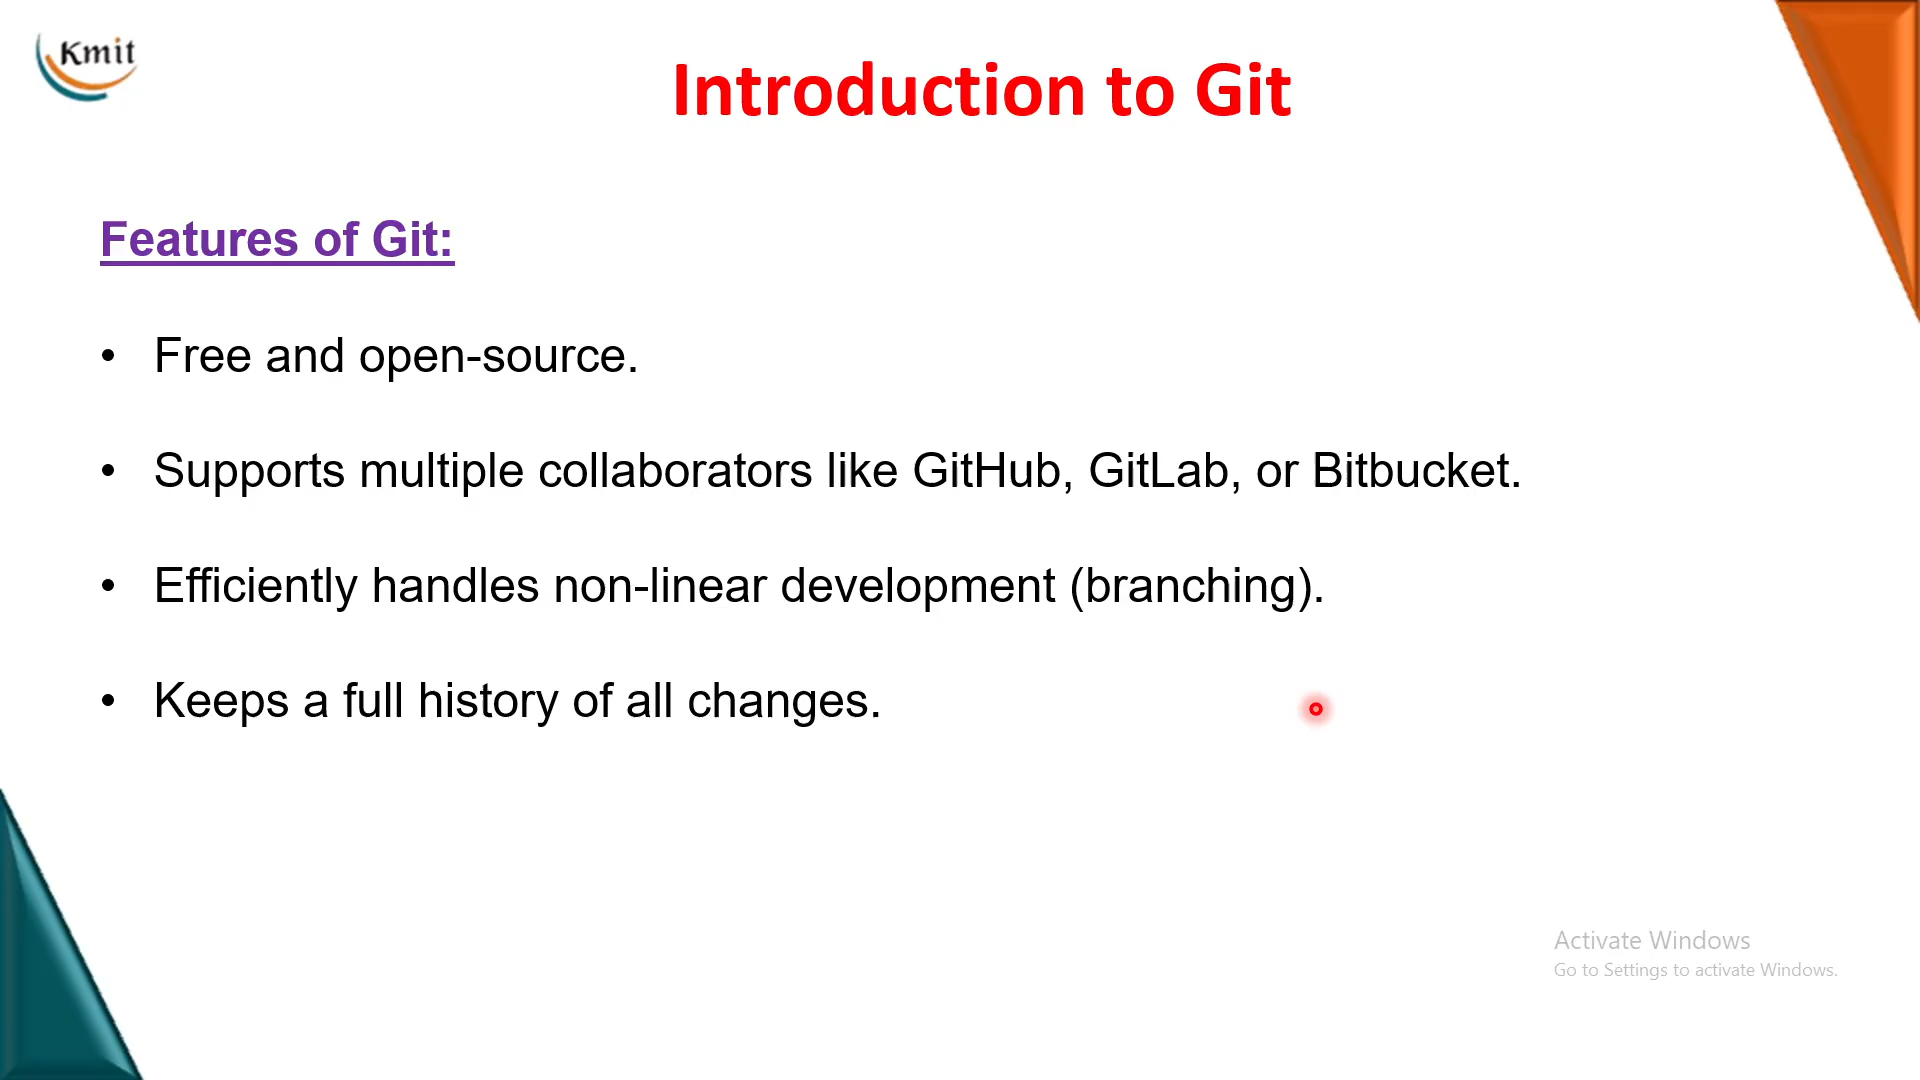 Kmit
Introduction to Git
Features of Git:
• Free and open-source.
• Supports multiple collaborators like GitHub, GitLab, or Bitbucket.
• Efficiently handles non-linear development (branching).
• Keeps a full history of all changes.
Activate Windows
Go to Settings to activate Windows.